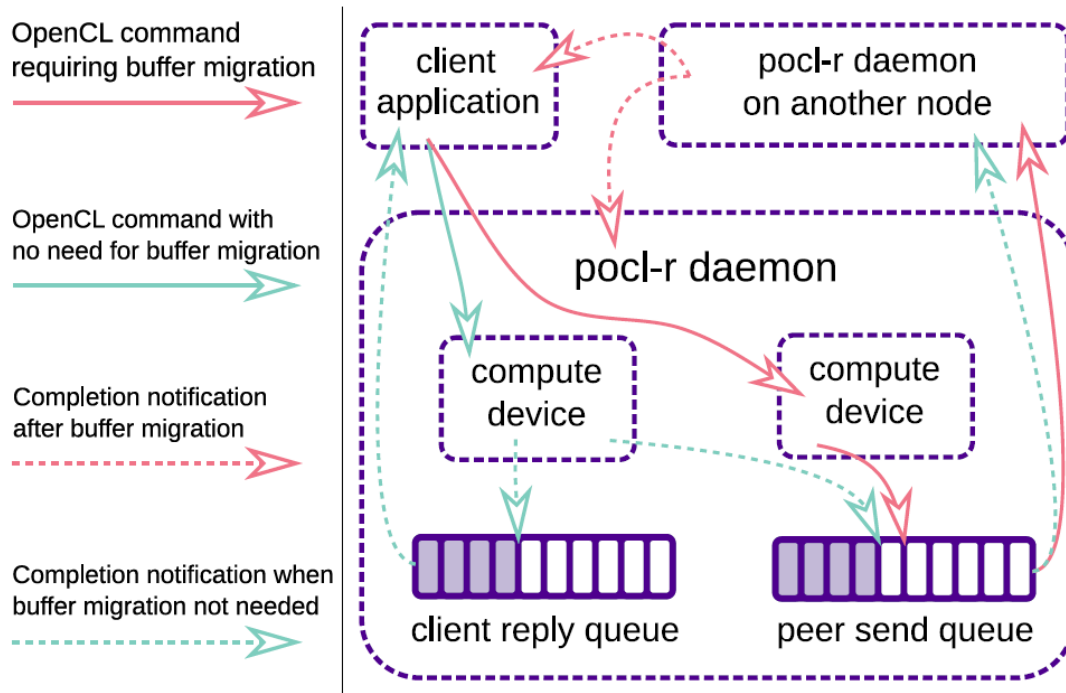 OpenCL command
requiring buffer migration
OpenCL command with
no need for buffer migration
Completion notification
after buffer migration
Completion notification when
buffer migration not needed
client
application
pocl-r daemon
on another node
pocl-r daemon
compute
device
compute
device
client reply queue
peer send queue